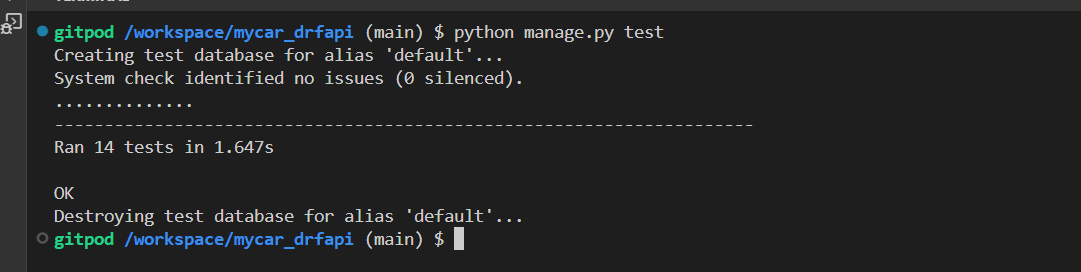 gitpod /workspace/mycar_drfapi (main) $ python manage.py test
Creating test database for alias 'default'...
System check identified no issues (0 silenced).
..............
----------------------------------------------------------------------
Ran 14 tests in 1.647s
OK
Destroying test database for alias 'default'...
gitpod /workspace/mycar_drfapi (main) $